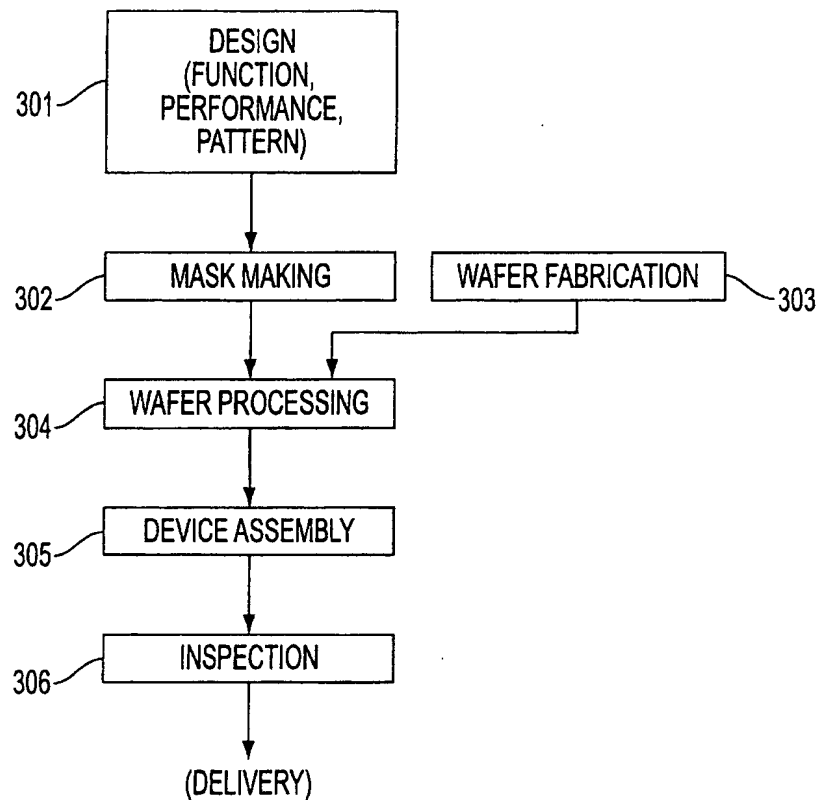 DESIGN
(FUNCTION,
PERFORMANCE,
PATTERN)
301
MASK MAKING
302
WAFER FABRICATION
303
WAFER PROCESSING
304
DEVICE ASSEMBLY
305
INSPECTION
306
(DELIVERY)